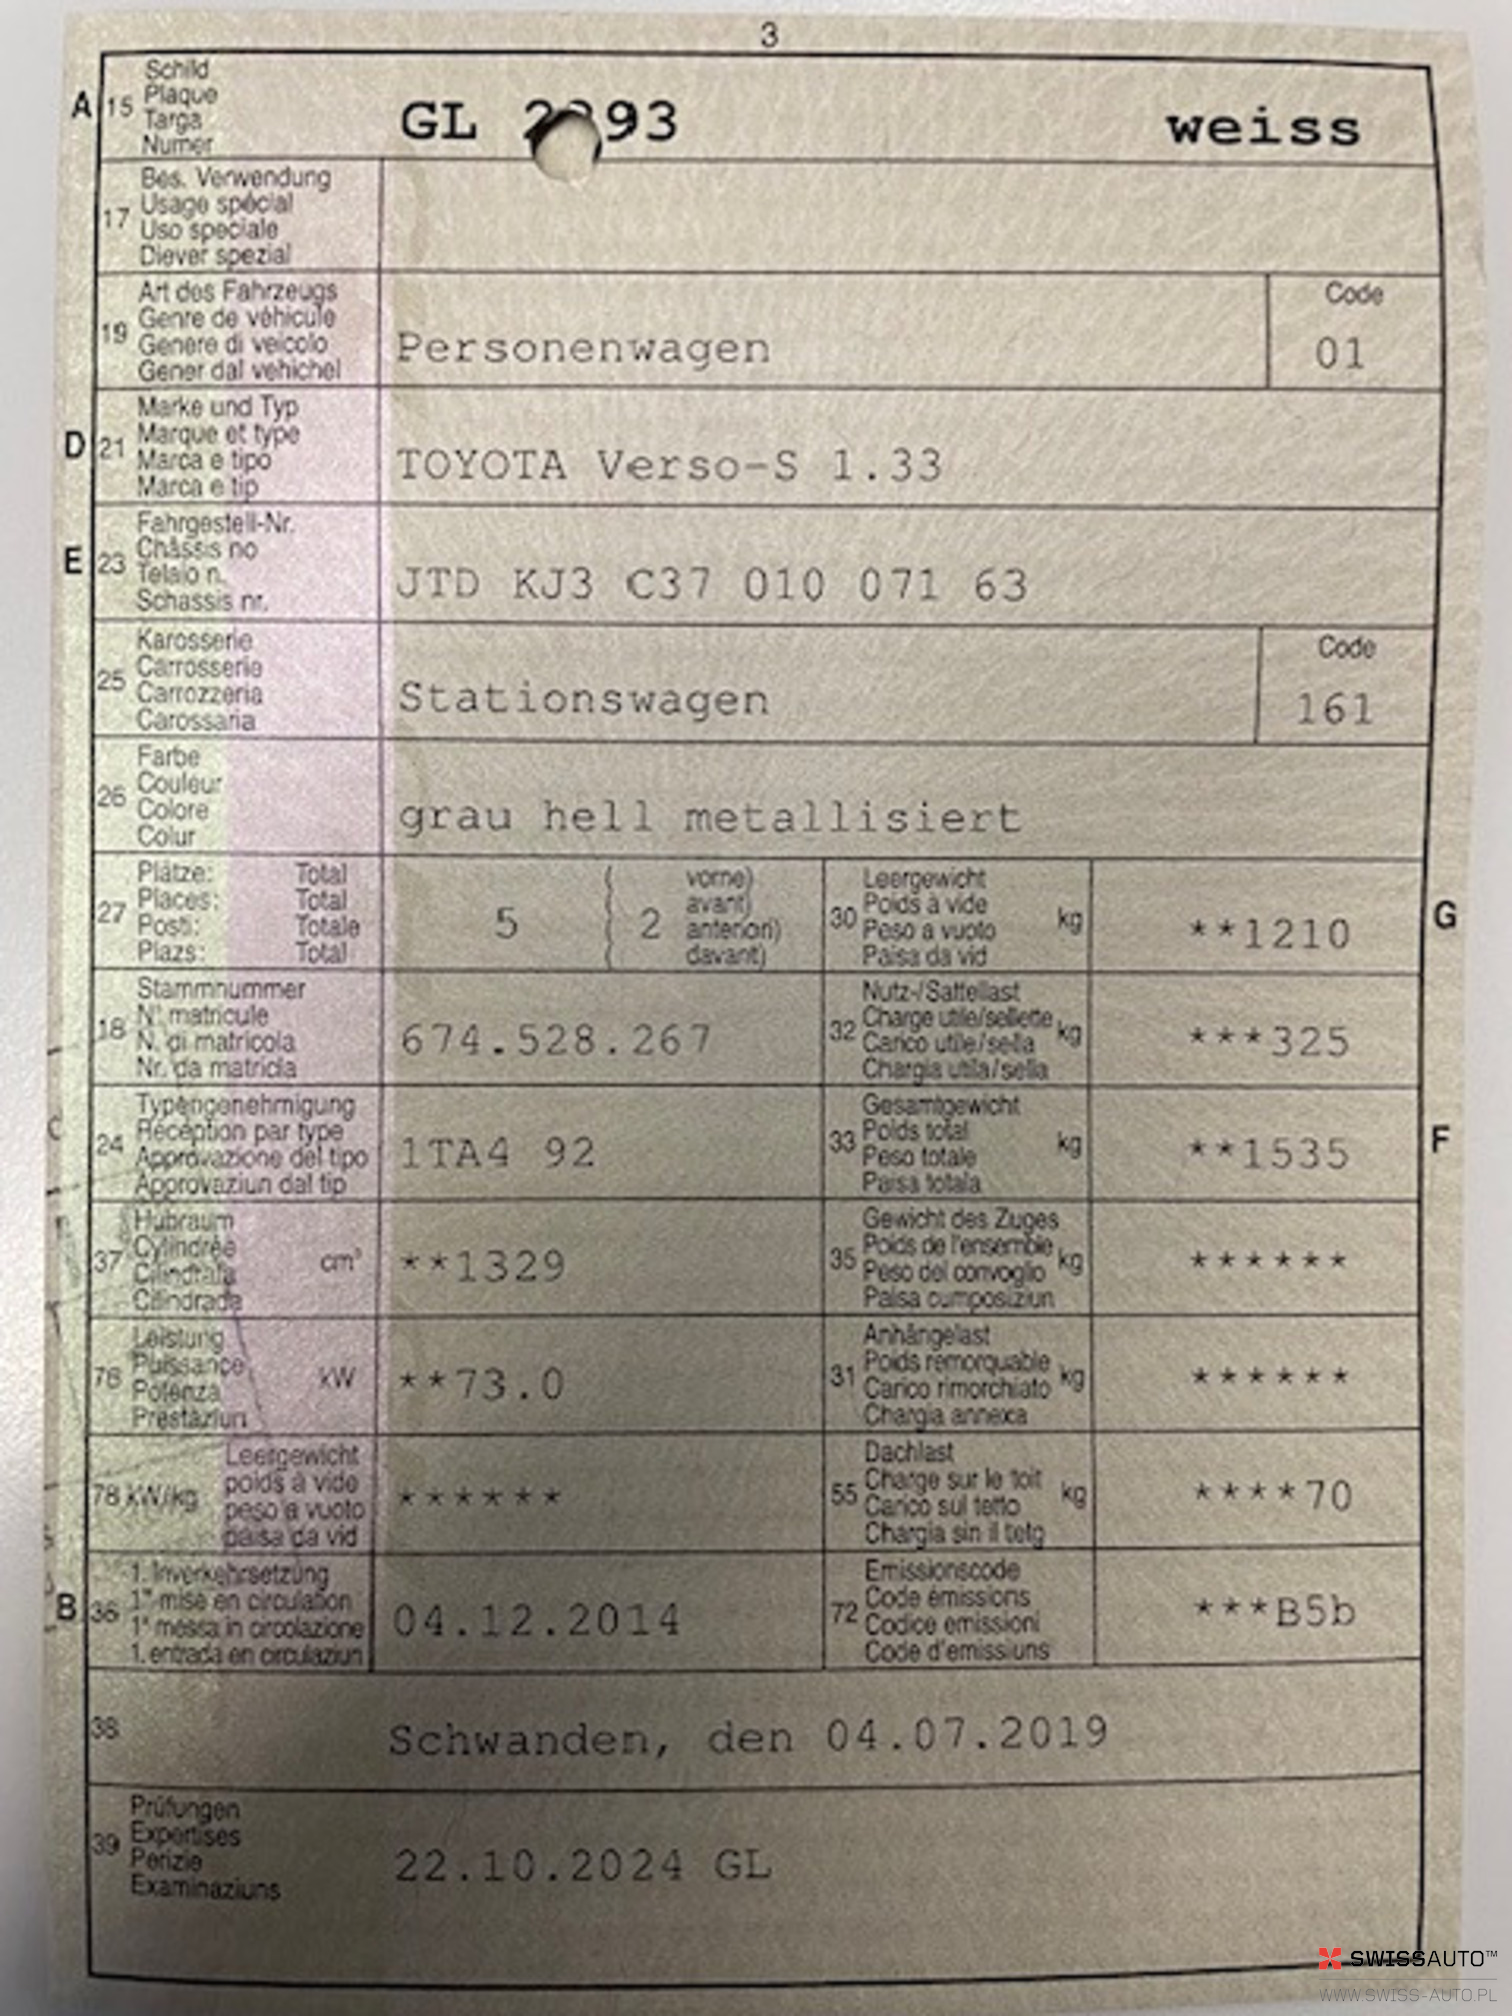 3
A 15 Schild
Plaque
Targa
Numer
GL 2 93 weiss
17 Bes. Verwendung
Usage spécial
Uso speciale
Diever spezial
19 Art des Fahrzeugs
Genre de véhicule
Genere di veicolo
Gener dal vehichel
Personenwagen
Code
01
D 21 Marke und Typ
Marque et type
Marca e tipo
Marca e tip
TOYOTA Verso-S 1.33
E 23 Fahrgestell-Nr.
Châssis no
Telaio n.
Schassis nr.
JTD KJ3 C37 010 071 63
25 Karosserie
Carrosserie
Carrozzeria
Carossaria
Stationswagen
Code
161
26 Farbe
Couleur
Colore
Colur
grau hell metallisiert
27 Plätze: Total
Places: Total
Posti: Totale
Plazs: Total
5 ( 2 vorne)
( avant)
( anteriori)
( davant)
30 Leergewicht
Poids à vide
Peso a vuoto
Paisa da vid
kg
**1210
G
18 Stammnummer
N° matricule
N. di matricola
Nr. da matricla
674.528.267
32 Nutz-/Sattellast
Charge utile/sellette
Carico utile/sella
Chargia utila/sella
kg
***325
24 Typengenehmigung
Réception par type
Approvazione del tipo
Approvaziun dal tip
1TA4 92
33 Gesamtgewicht
Poids total
Peso totale
Paisa totala
kg
**1535
F
37 Hubraum
Cylindrée
Cilindrata
Cilindrada
cm³
**1329
35 Gewicht des Zuges
Poids de l'ensemble
Peso del convoglio
Paisa cumposiziun
kg
******
76 Leistung
Puissance
Potenza
Prestaziun
kW
**73.0
31 Anhängelast
Poids remorquable
Carico rimorchiato
Chargia annexa
kg
******
78 kW/kg Leergewicht
poids à vide
peso a vuoto
paisa da vid
******
55 Dachlast
Charge sur le toit
Carico sul tetto
Chargia sin il tetg
kg
****70
B 36 1. Inverkehrsetzung
1re mise en circulation
1a messa in circolazione
1. entrada en circulaziun
04.12.2014
72 Emissionscode
Code émissions
Codice emissioni
Code d'emissiuns
***B5b
38 Schwanden, den 04.07.2019
39 Prüfungen
Expertises
Perizie
Examinaziuns
22.10.2024 GL
SWISSAUTO™
WWW.SWISS-AUTO.PL